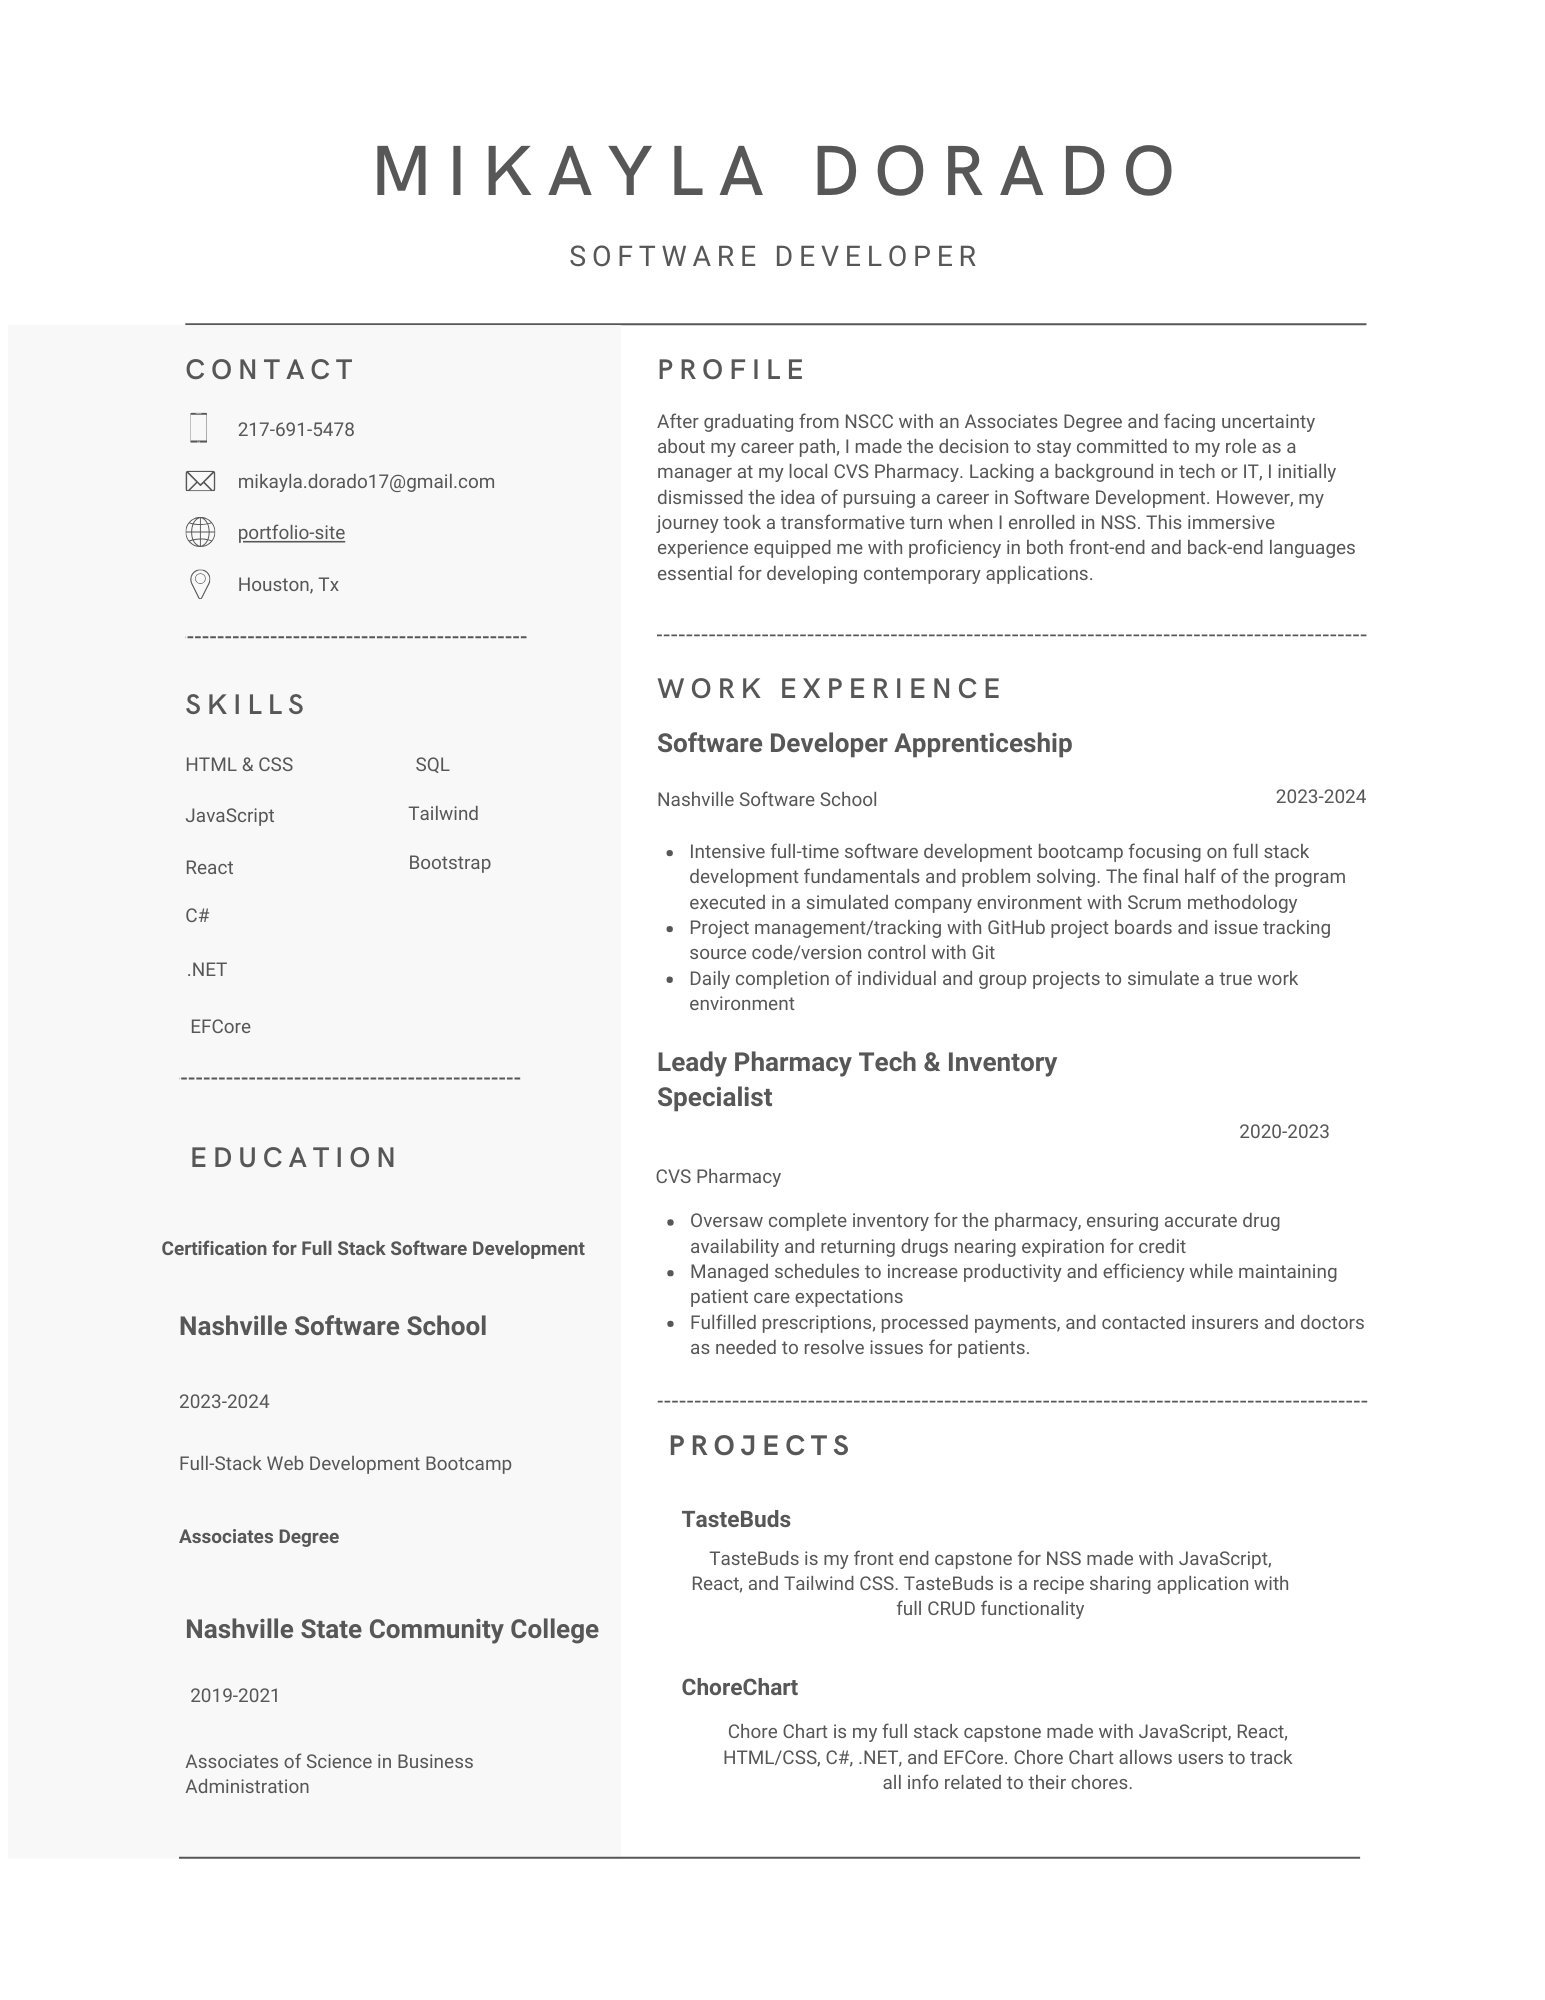 MIKAYLA DORADO
SOFTWARE DEVELOPER
CONTACT
217-691-5478
mikayla.dorado17@gmail.com
portfolio-site
Houston, Tx
SKILLS
HTML & CSS
SQL
JavaScript
Tailwind
React
Bootstrap
C#
.NET
EFCore
EDUCATION
Certification for Full Stack Software Development
Nashville Software School
2023-2024
Full-Stack Web Development Bootcamp
Associates Degree
Nashville State Community College
2019-2021
Associates of Science in Business
Administration
PROFILE
After graduating from NSCC with an Associates Degree and facing uncertainty
about my career path, I made the decision to stay committed to my role as a
manager at my local CVS Pharmacy. Lacking a background in tech or IT, I initially
dismissed the idea of pursuing a career in Software Development. However, my
journey took a transformative turn when I enrolled in NSS. This immersive
experience equipped me with proficiency in both front-end and back-end languages
essential for developing contemporary applications.
WORK EXPERIENCE
Software Developer Apprenticeship
Nashville Software School
2023-2024
• Intensive full-time software development bootcamp focusing on full stack
development fundamentals and problem solving. The final half of the program
executed in a simulated company environment with Scrum methodology
• Project management/tracking with GitHub project boards and issue tracking
source code/version control with Git
• Daily completion of individual and group projects to simulate a true work
environment
Leady Pharmacy Tech & Inventory
Specialist
2020-2023
CVS Pharmacy
• Oversaw complete inventory for the pharmacy, ensuring accurate drug
availability and returning drugs nearing expiration for credit
• Managed schedules to increase productivity and efficiency while maintaining
patient care expectations
• Fulfilled prescriptions, processed payments, and contacted insurers and doctors
as needed to resolve issues for patients.
PROJECTS
TasteBuds
TasteBuds is my front end capstone for NSS made with JavaScript,
React, and Tailwind CSS. TasteBuds is a recipe sharing application with
full CRUD functionality
ChoreChart
Chore Chart is my full stack capstone made with JavaScript, React,
HTML/CSS, C#, .NET, and EFCore. Chore Chart allows users to track
all info related to their chores.